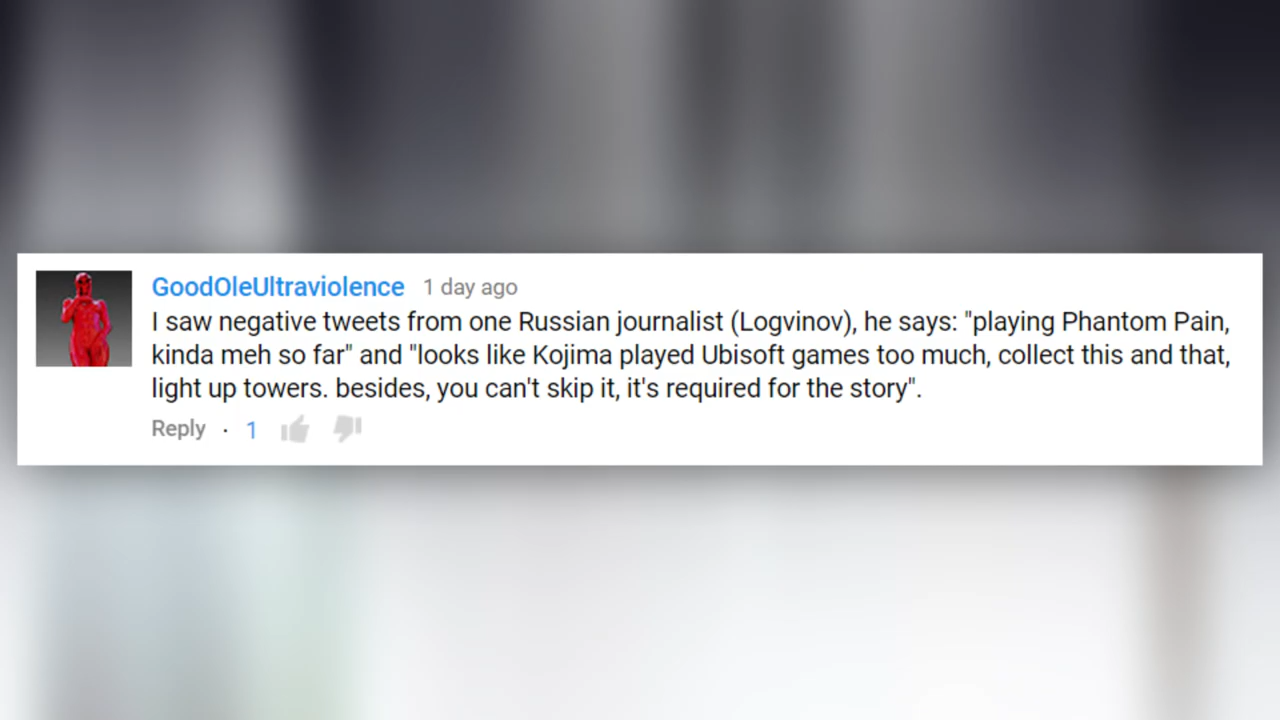 GoodOleUltraviolence 1 day ago
I saw negative tweets from one Russian journalist (Logvinov), he says: "playing Phantom Pain,
kinda meh so far" and "looks like Kojima played Ubisoft games too much, collect this and that,
light up towers. besides, you can't skip it, it's required for the story".
Reply · 1